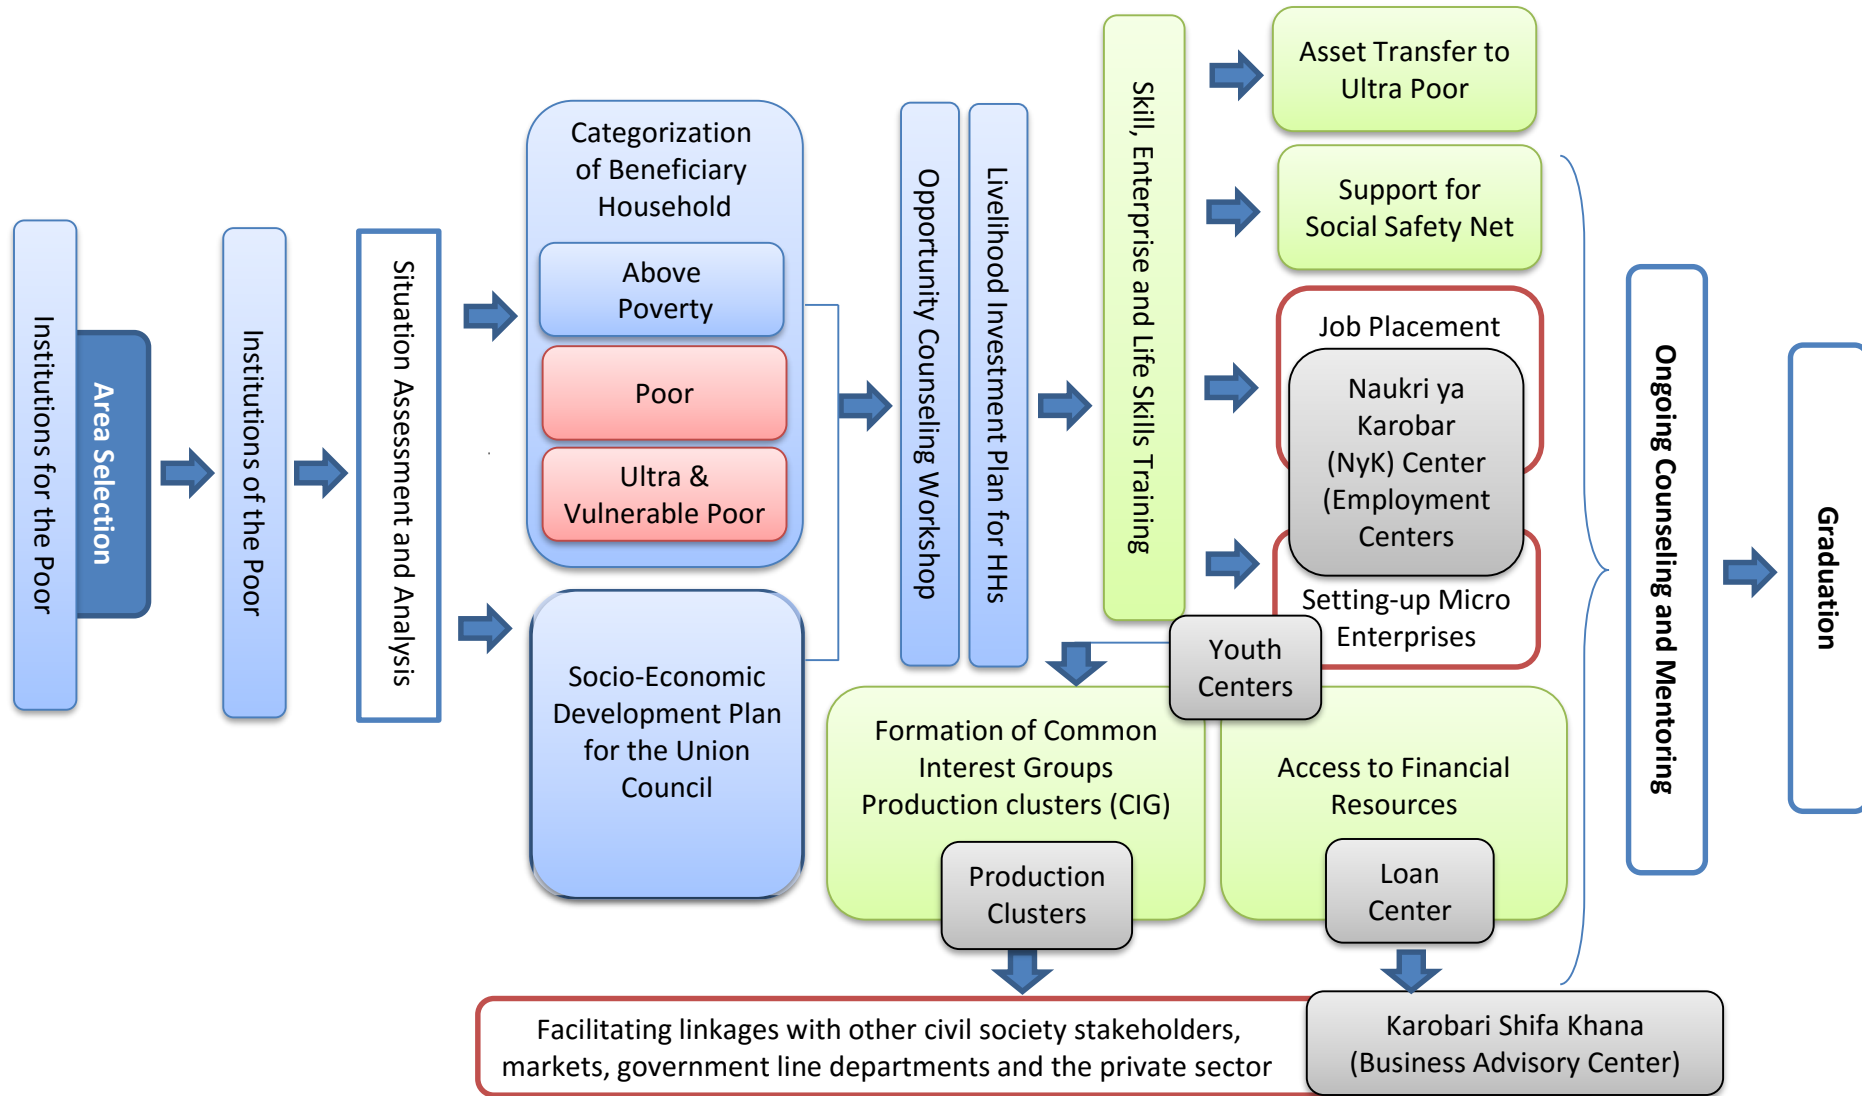 Institutions for the Poor
Area Selection
Institutions of the Poor
Situation Assessment and Analysis
Categorization
of Beneficiary
Household
Above
Poverty
Poor
Ultra &
Vulnerable Poor
Socio-Economic
Development Plan
for the Union
Council
Opportunity Counseling Workshop
Livelihood Investment Plan for HHs
Skill, Enterprise and Life Skills Training
Asset Transfer to
Ultra Poor
Support for
Social Safety Net
Job Placement
Naukri ya
Karobar
(NyK) Center
(Employment
Centers
Setting-up Micro
Enterprises
Youth
Centers
Formation of Common
Interest Groups
Production clusters (CIG)
Production
Clusters
Access to Financial
Resources
Loan
Center
Facilitating linkages with other civil society stakeholders,
markets, government line departments and the private sector
Karobari Shifa Khana
(Business Advisory Center)
Ongoing Counseling and Mentoring
Graduation